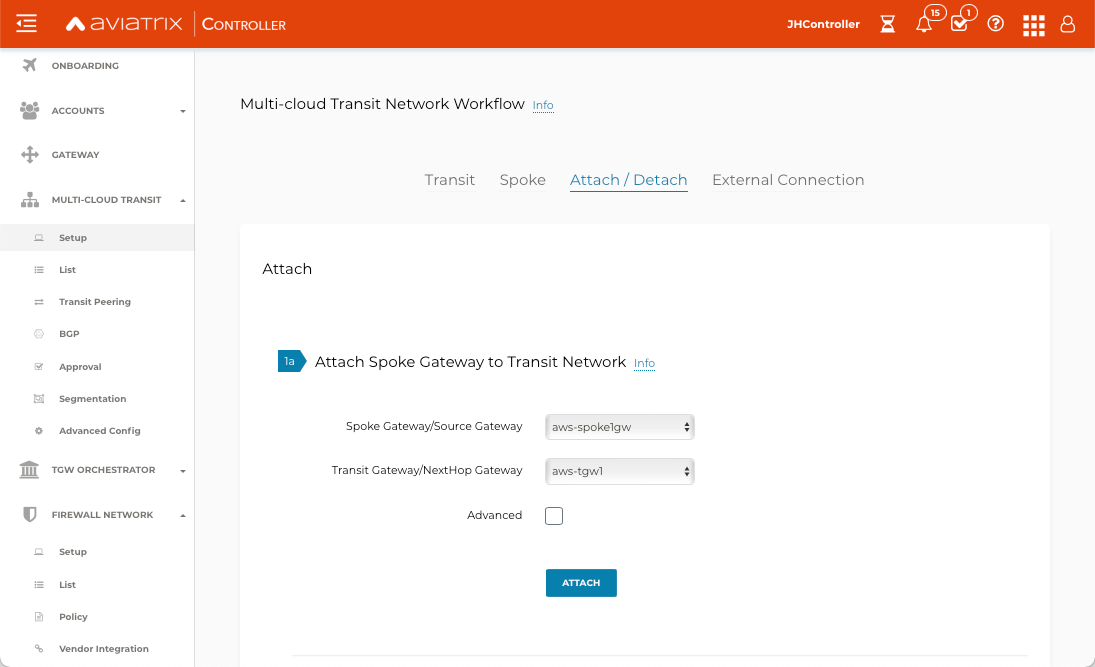 AVIATRIX CONTROLLER
JHController
15
1
ONBOARDING
ACCOUNTS
GATEWAY
MULTI-CLOUD TRANSIT
Setup
List
Transit Peering
BGP
Approval
Segmentation
Advanced Config
TGW ORCHESTRATOR
FIREWALL NETWORK
Setup
List
Policy
Vendor Integration
Multi-cloud Transit Network Workflow Info
Transit Spoke Attach / Detach External Connection
Attach
1a Attach Spoke Gateway to Transit Network Info
Spoke Gateway/Source Gateway aws-spoke1gw
Transit Gateway/NextHop Gateway aws-tgw1
Advanced
ATTACH